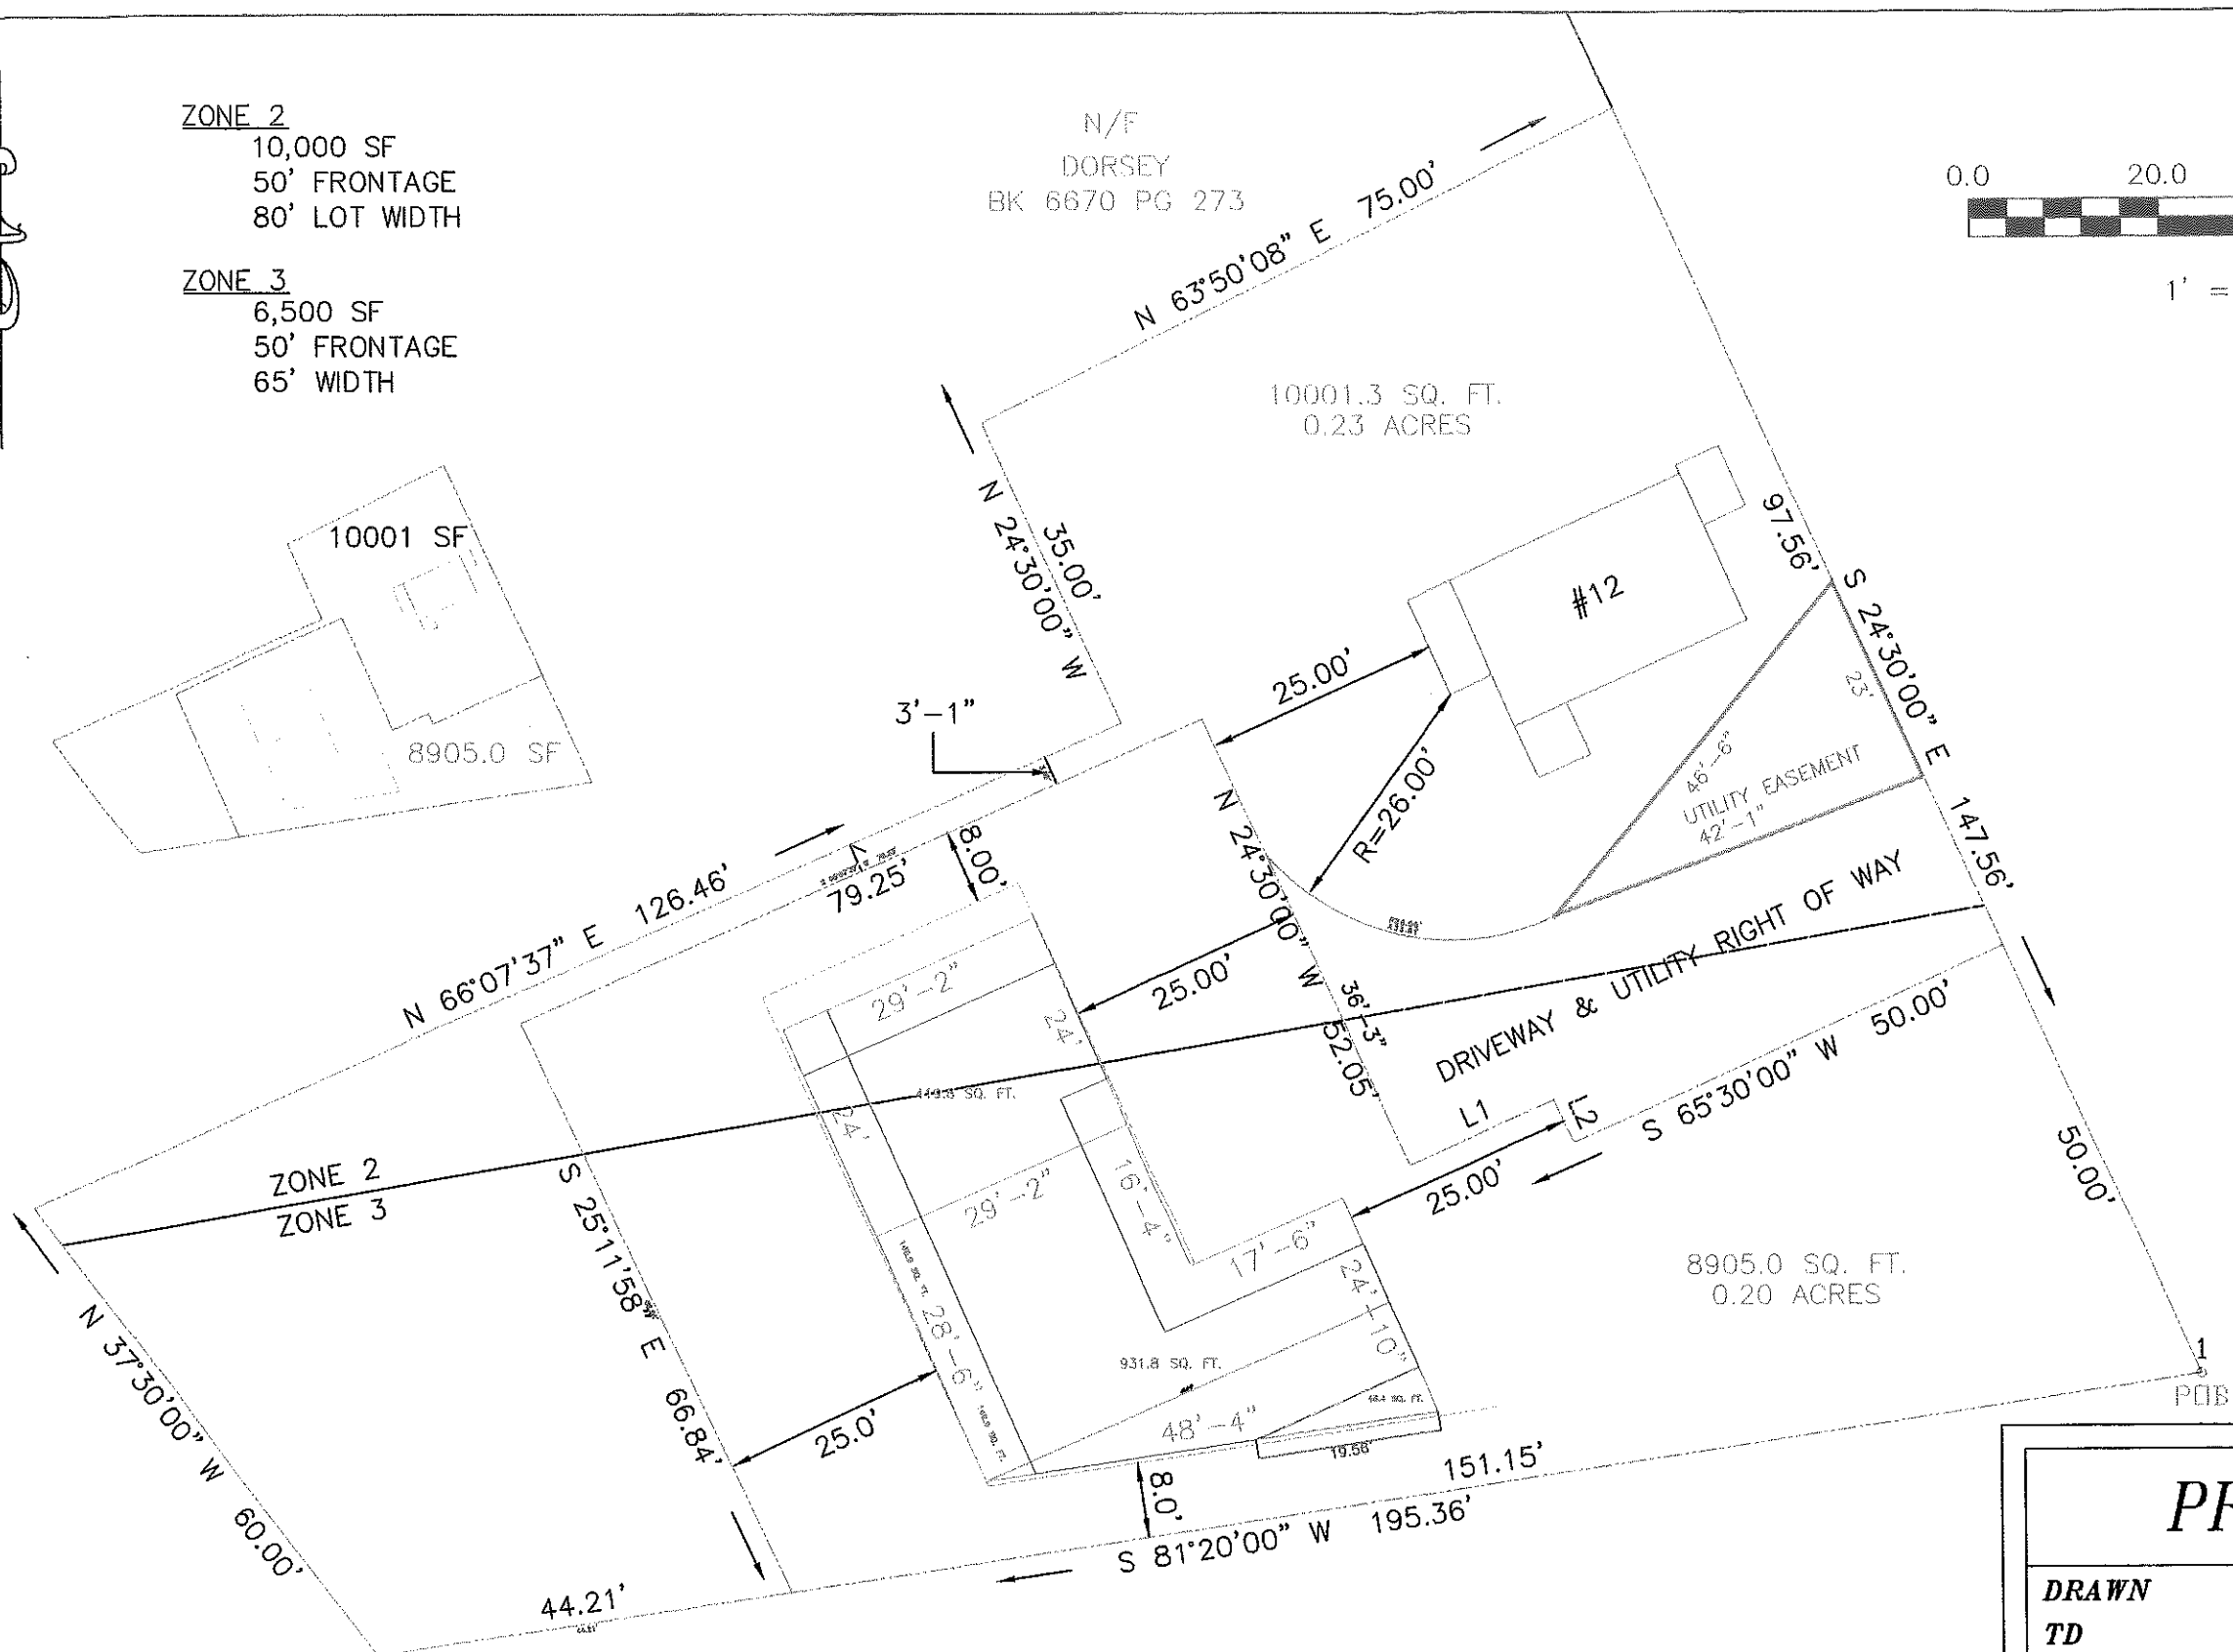 ZONE 2
10,000 SF
50' FRONTAGE
80' LOT WIDTH
ZONE 3
6,500 SF
50' FRONTAGE
65' WIDTH
N/F
DORSEY
BK 6670 PG 273
0.0 20.0
1' =
N 63°50'08" E 75.00'
10001.3 SQ. FT.
0.23 ACRES
10001 SF
8905.0 SF
N 24°30'00" W
35.00'
97.56'
S 24°30'00" E
147.56'
#12
25.00'
R=26.00'
3'-1"
23'
46'-6"
UTILITY EASEMENT
42'-1"
N 66°07'37" E 126.46'
79.25'
8.00'
N 24°30'00" W
36'-3"
52.05'
25.00'
DRIVEWAY & UTILITY RIGHT OF WAY
L1
L2
S 65°30'00" W 50.00'
25.00'
50.00'
29'-2"
24'
24'
29'-2"
16'-4"
17'-6"
24'-10"
28'-6"
48'-4"
931.8 SQ. FT.
19.56'
ZONE 2
ZONE 3
S 25°11'58" E 66.84'
25.0'
8.0'
N 37°30'00" W 60.00'
44.21'
151.15'
S 81°20'00" W 195.36'
8905.0 SQ. FT.
0.20 ACRES
1
POB
DRAWN
TD